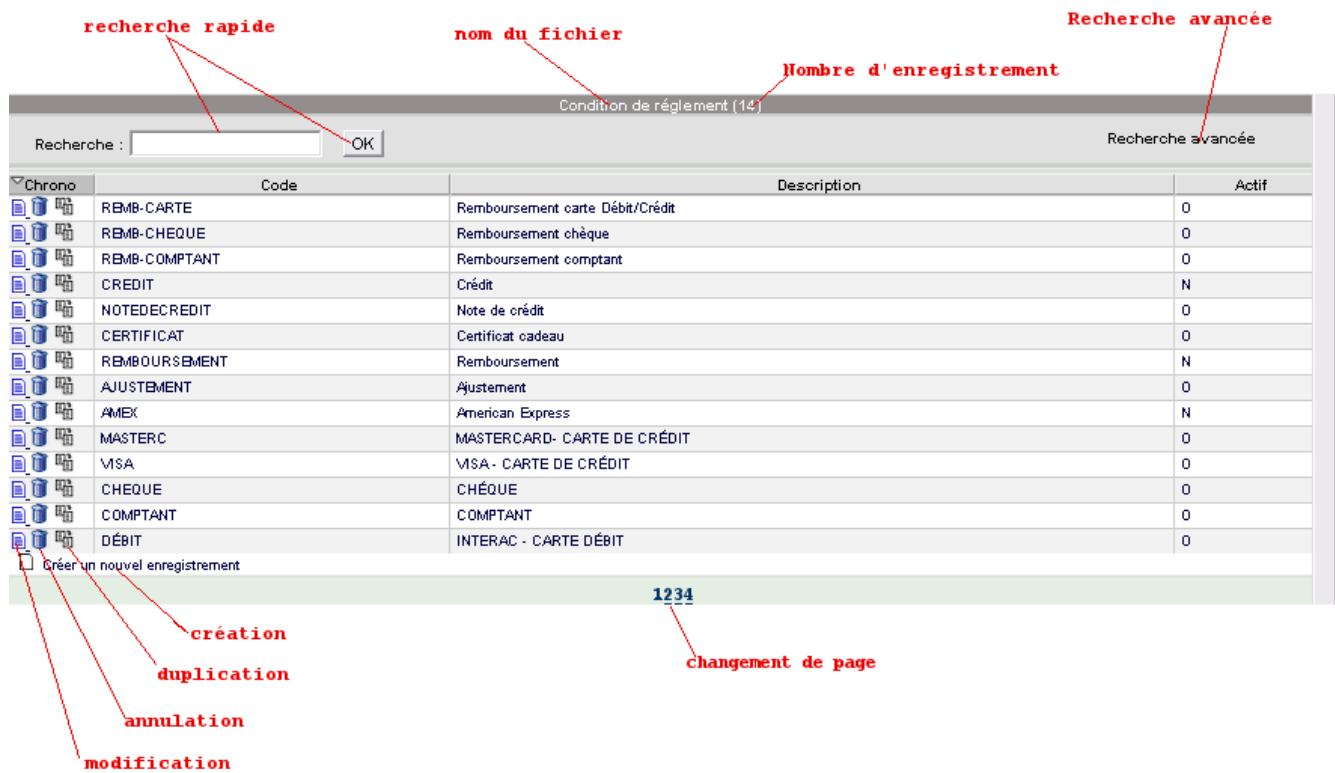 recherche rapide
nom du fichier
Recherche avancée
Nombre d'enregistrement
Condition de réglement (14)
Recherche :
OK
Recherche avancée
Chrono Code Description Actif
REMB-CARTE Remboursement carte Débit/Crédit O
REMB-CHEQUE Remboursement chèque O
REMB-COMPTANT Remboursement comptant O
CREDIT Crédit N
NOTEDECREDIT Note de crédit O
CERTIFICAT Certificat cadeau O
REMBOURSEMENT Remboursement N
AJUSTEMENT Ajustement O
AMEX American Express N
MASTERC MASTERCARD- CARTE DE CRÉDIT O
VISA VISA - CARTE DE CRÉDIT O
CHEQUE CHÉQUE O
COMPTANT COMPTANT O
DÉBIT INTERAC - CARTE DÉBIT O
Créer un nouvel enregistrement
1234
création
changement de page
duplication
annulation
modification